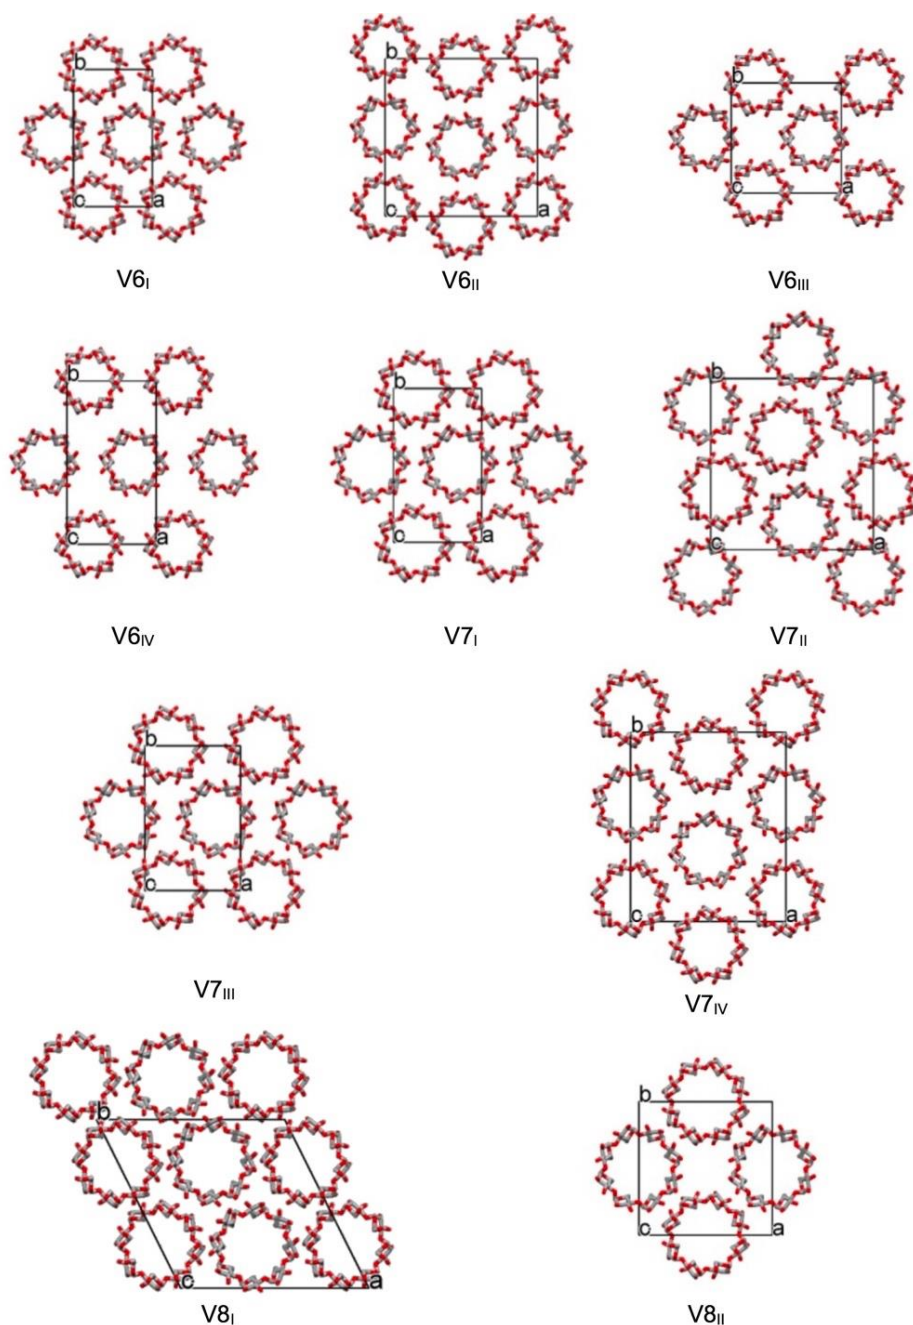 b b b
c a c a c a
V6I V6II V6III
b b b
c a c a c a
V6IV V7I V7II
b b
c a c a
V7III V7IV
b b
c a c a
V8I V8II